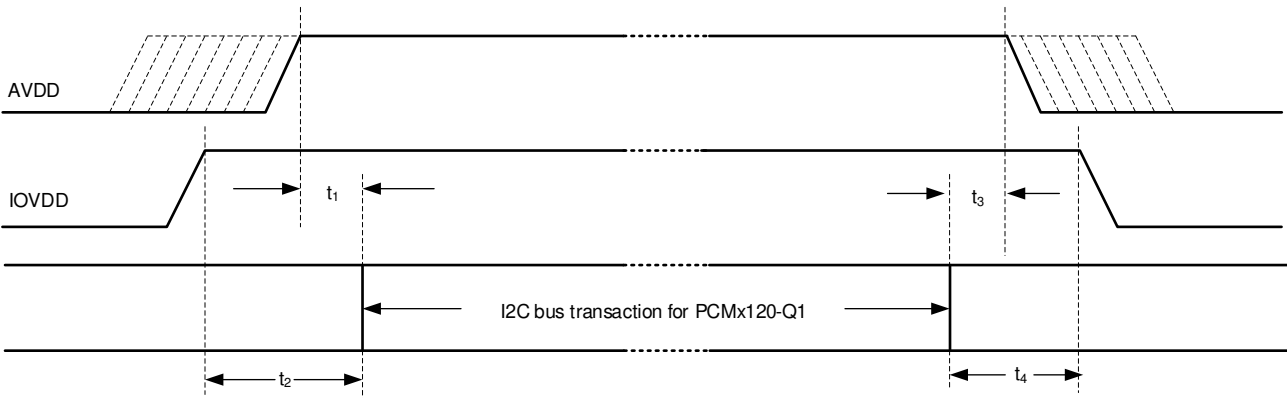 AVDD
IOVDD
t1
t3
I2C bus transaction for PCMx120-Q1
t2
t4